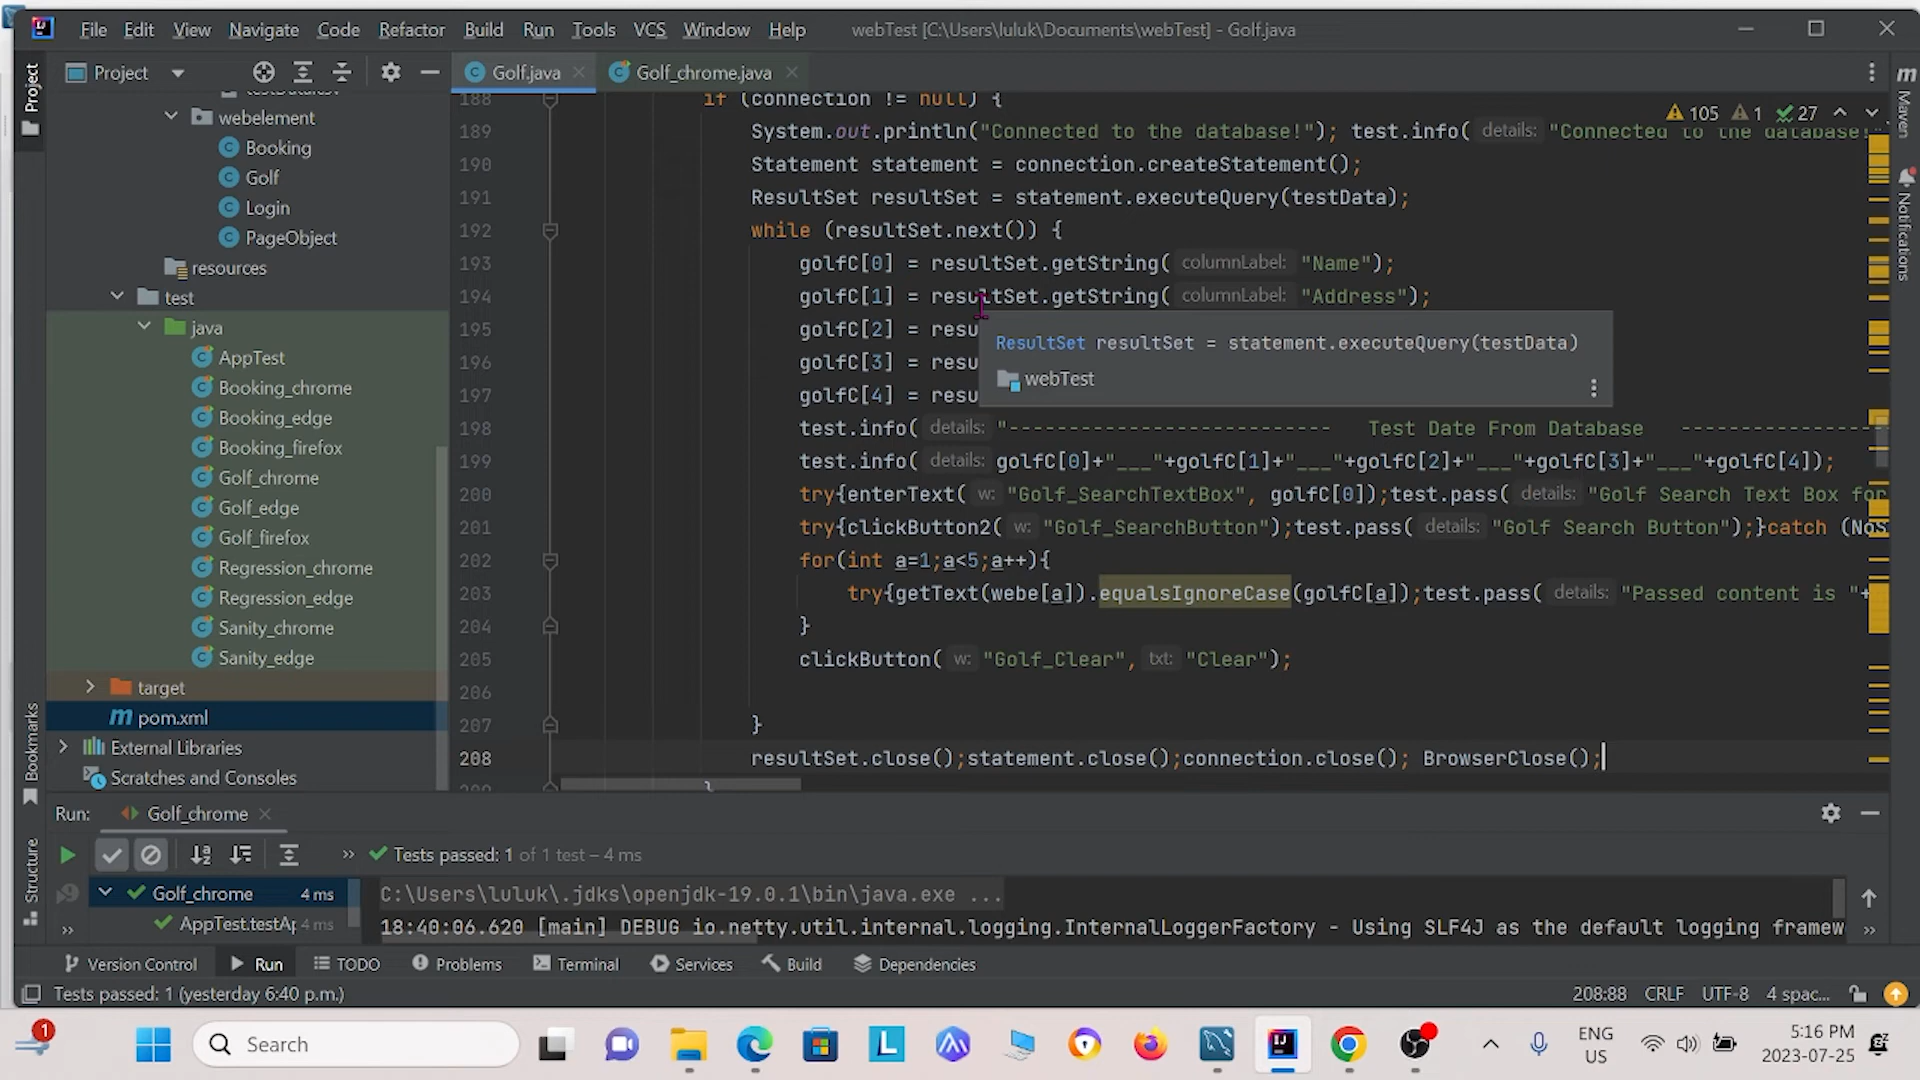 File Edit View Navigate Code Refactor Build Run Tools VCS Window Help webTest [C:\Users\luluk\Documents\webTest] - Golf.java
Project
Golf.java
Golf_chrome.java
webelement
Booking
Golf
Login
PageObject
resources
test
java
AppTest
Booking_chrome
Booking_edge
Booking_firefox
Golf_chrome
Golf_edge
Golf_firefox
Regression_chrome
Regression_edge
Sanity_chrome
Sanity_edge
target
pom.xml
External Libraries
Scratches and Consoles
Project
Bookmarks
Structure
Maven
Notifications
105 1 27
188 if (connection != null) {
189 System.out.println("Connected to the database!"); test.info( details: "Connected to the database!"
190 Statement statement = connection.createStatement();
191 ResultSet resultSet = statement.executeQuery(testData);
192 while (resultSet.next()) {
193 golfC[0] = resultSet.getString( columnLabel: "Name");
194 golfC[1] = resultSet.getString( columnLabel: "Address");
195 golfC[2] = resu
196 golfC[3] = resu
197 golfC[4] = resu
ResultSet resultSet = statement.executeQuery(testData)
webTest
198 test.info( details: "--------------------------- Test Date From Database -----------------
199 test.info( details: golfC[0]+"___"+golfC[1]+"___"+golfC[2]+"___"+golfC[3]+"___"+golfC[4]);
200 try{enterText( w: "Golf_SearchTextBox", golfC[0]);test.pass( details: "Golf Search Text Box for
201 try{clickButton2( w: "Golf_SearchButton");test.pass( details: "Golf Search Button");}catch (NoS
202 for(int a=1;a<5;a++){
203 try{getText(webe[a]).equalsIgnoreCase(golfC[a]);test.pass( details: "Passed content is "+
204 }
205 clickButton( w: "Golf_Clear", txt: "Clear");
206
207 }
208 resultSet.close();statement.close();connection.close(); BrowserClose();
}
Run: Golf_chrome
Tests passed: 1 of 1 test – 4 ms
Golf_chrome 4 ms
AppTest.testAp 4 ms
C:\Users\luluk\.jdks\openjdk-19.0.1\bin\java.exe ...
18:40:06.620 [main] DEBUG io.netty.util.internal.logging.InternalLoggerFactory - Using SLF4J as the default logging framew
Version Control Run TODO Problems Terminal Services Build Dependencies
Tests passed: 1 (yesterday 6:40 p.m.) 208:88 CRLF UTF-8 4 spac...
1
Search
ENG
US
5:16 PM
2023-07-25